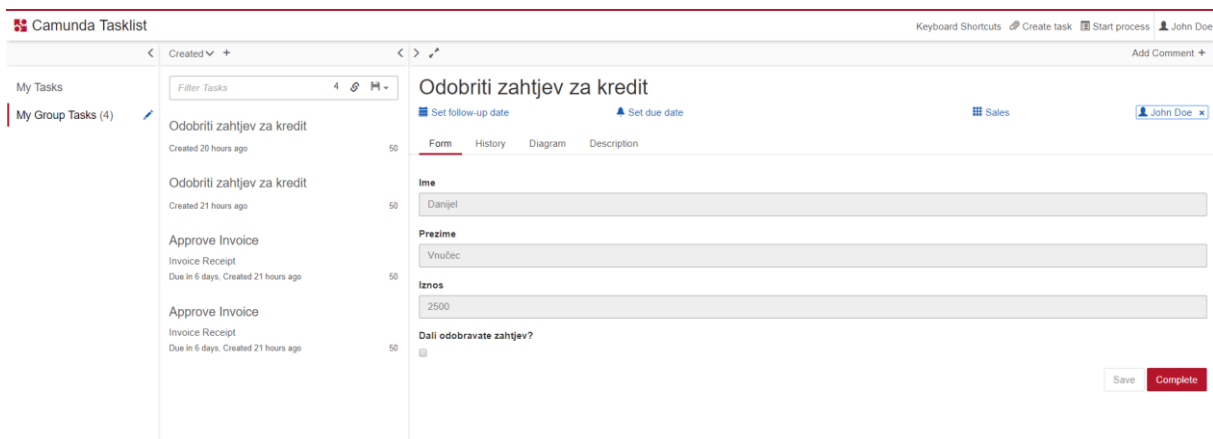 Camunda Tasklist
Keyboard Shortcuts Create task Start process John Doe
Created +
Add Comment +
My Tasks
My Group Tasks (4)
Filter Tasks 4
Odobriti zahtjev za kredit
Created 20 hours ago 50
Odobriti zahtjev za kredit
Created 21 hours ago 50
Approve Invoice
Invoice Receipt
Due in 6 days, Created 21 hours ago 50
Approve Invoice
Invoice Receipt
Due in 6 days, Created 21 hours ago 50
Odobriti zahtjev za kredit
Set follow-up date Set due date Sales John Doe ×
Form History Diagram Description
Ime
Danijel
Prezime
Vnučec
Iznos
2500
Dali odobravate zahtjev?
Save Complete